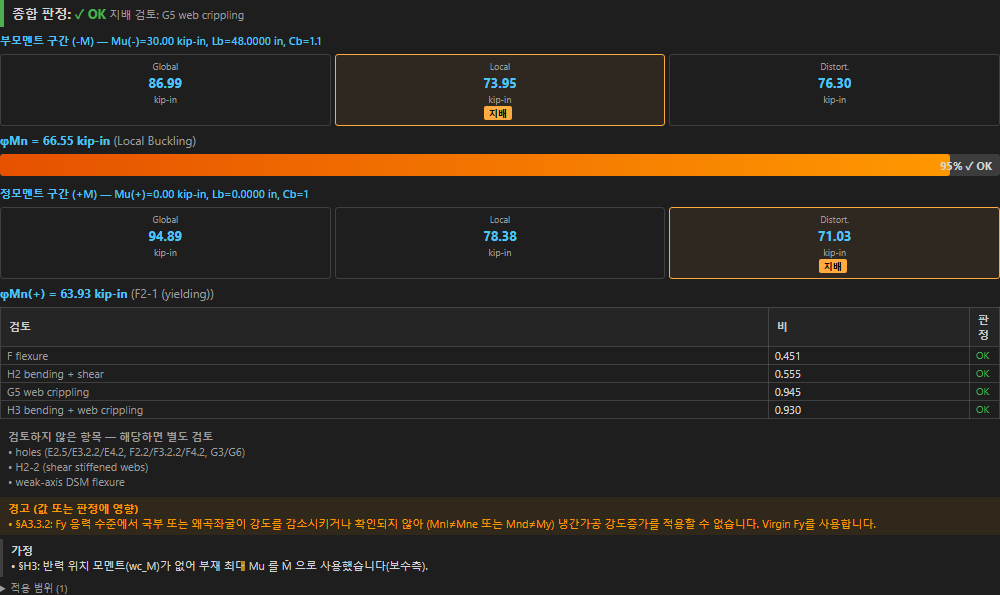 종합 판정: ✓ OK 지배 검토: G5 web crippling
부모멘트 구간 (-M) — Mu(-)=30.00 kip-in, Lb=48.0000 in, Cb=1.1
Global
86.99
kip-in
Local
73.95
kip-in
지배
Distort.
76.30
kip-in
φMn = 66.55 kip-in (Local Buckling)
95% ✓ OK
정모멘트 구간 (+M) — Mu(+)=0.00 kip-in, Lb=0.0000 in, Cb=1
Global
94.89
kip-in
Local
78.38
kip-in
Distort.
71.03
kip-in
지배
φMn(+) = 63.93 kip-in (F2-1 (yielding))
검토 비 판정
F flexure 0.451 OK
H2 bending + shear 0.555 OK
G5 web crippling 0.945 OK
H3 bending + web crippling 0.930 OK
검토하지 않은 항목 — 해당하면 별도 검토
• holes (E2.5/E3.2.2/E4.2, F2.2/F3.2.2/F4.2, G3/G6)
• H2-2 (shear stiffened webs)
• weak-axis DSM flexure
경고 (값 또는 판정에 영향)
• §A3.3.2: Fy 응력 수준에서 국부 또는 왜곡좌굴이 강도를 감소시키거나 확인되지 않아 (Mnl≠Mne 또는 Mnd≠My) 냉간가공 강도증가를 적용할 수 없습니다. Virgin Fy를 사용합니다.
가정
• §H3: 반력 위치 모멘트(wc_M)가 없어 부재 최대 Mu 를 M̄ 으로 사용했습니다(보수측).
▸ 적용 범위 (1)